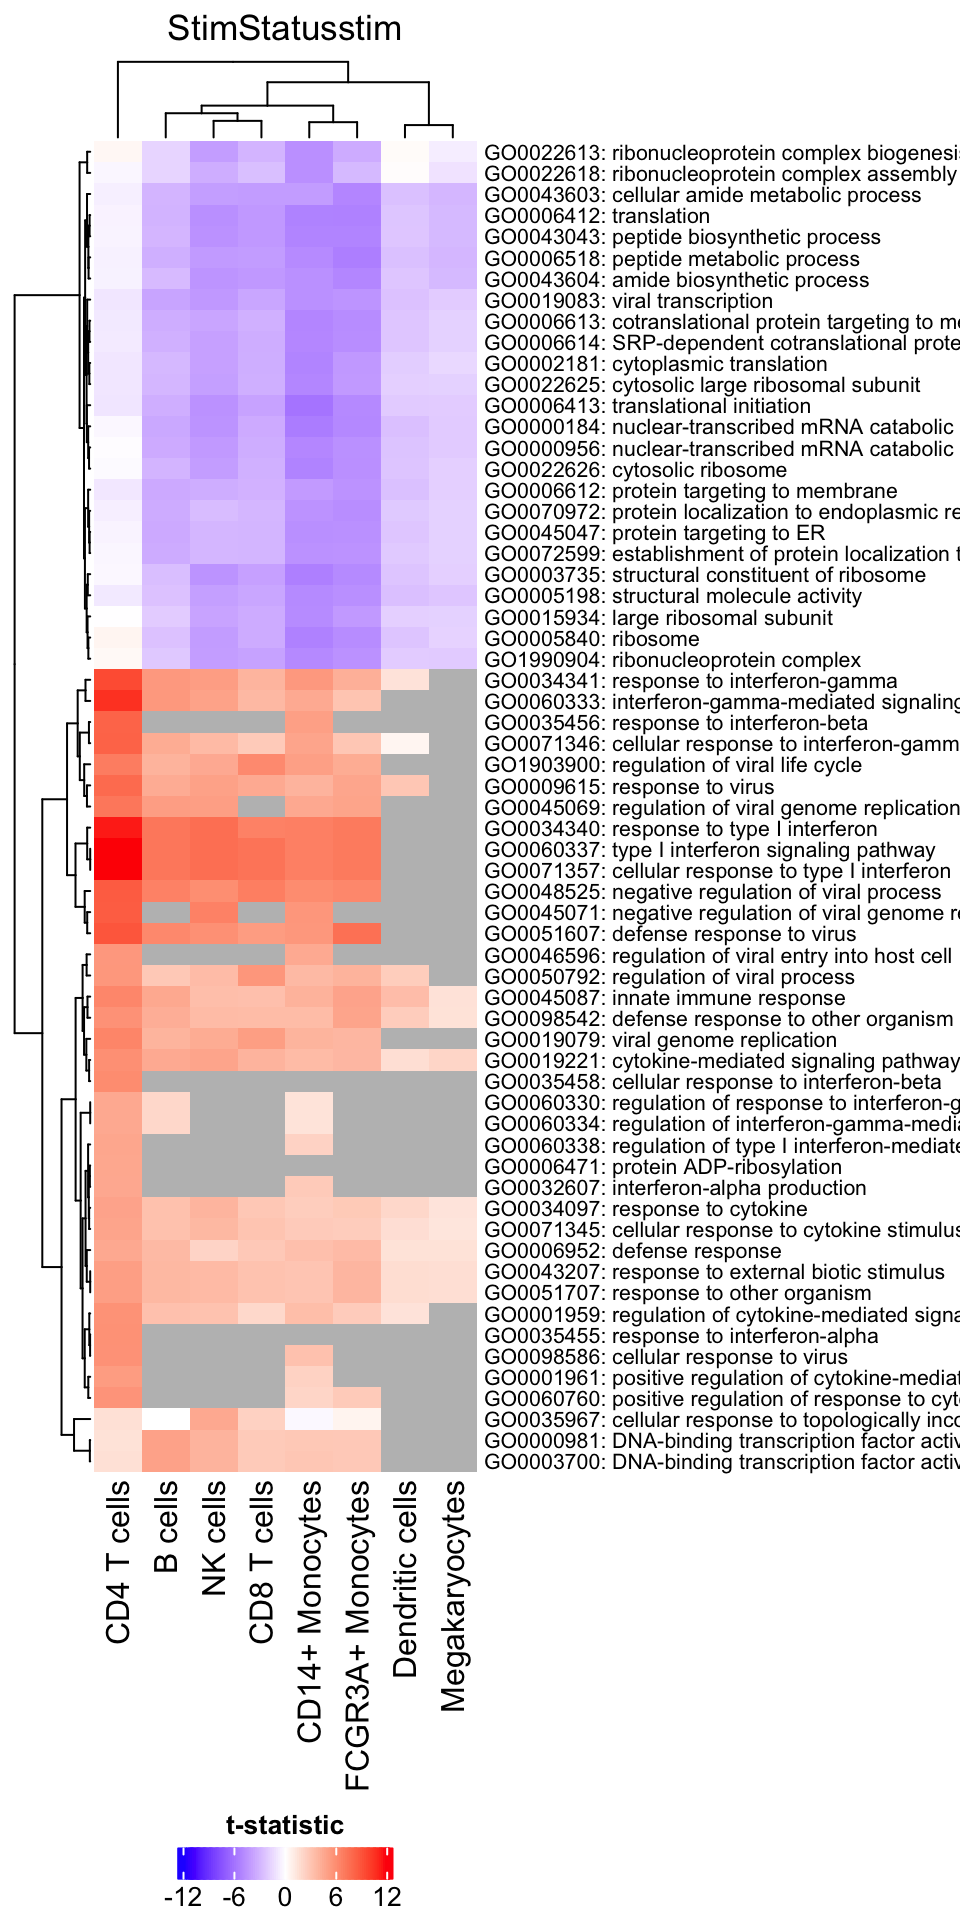 StimStatusstim
GO0022613: ribonucleoprotein complex biogenesis
GO0022618: ribonucleoprotein complex assembly
GO0043603: cellular amide metabolic process
GO0006412: translation
GO0043043: peptide biosynthetic process
GO0006518: peptide metabolic process
GO0043604: amide biosynthetic process
GO0019083: viral transcription
GO0006613: cotranslational protein targeting to me
GO0006614: SRP-dependent cotranslational prote
GO0002181: cytoplasmic translation
GO0022625: cytosolic large ribosomal subunit
GO0006413: translational initiation
GO0000184: nuclear-transcribed mRNA catabolic
GO0000956: nuclear-transcribed mRNA catabolic
GO0022626: cytosolic ribosome
GO0006612: protein targeting to membrane
GO0070972: protein localization to endoplasmic re
GO0045047: protein targeting to ER
GO0072599: establishment of protein localization t
GO0003735: structural constituent of ribosome
GO0005198: structural molecule activity
GO0015934: large ribosomal subunit
GO0005840: ribosome
GO1990904: ribonucleoprotein complex
GO0034341: response to interferon-gamma
GO0060333: interferon-gamma-mediated signaling
GO0035456: response to interferon-beta
GO0071346: cellular response to interferon-gamm
GO1903900: regulation of viral life cycle
GO0009615: response to virus
GO0045069: regulation of viral genome replication
GO0034340: response to type I interferon
GO0060337: type I interferon signaling pathway
GO0071357: cellular response to type I interferon
GO0048525: negative regulation of viral process
GO0045071: negative regulation of viral genome re
GO0051607: defense response to virus
GO0046596: regulation of viral entry into host cell
GO0050792: regulation of viral process
GO0045087: innate immune response
GO0098542: defense response to other organism
GO0019079: viral genome replication
GO0019221: cytokine-mediated signaling pathway
GO0035458: cellular response to interferon-beta
GO0060330: regulation of response to interferon-g
GO0060334: regulation of interferon-gamma-media
GO0060338: regulation of type I interferon-mediate
GO0006471: protein ADP-ribosylation
GO0032607: interferon-alpha production
GO0034097: response to cytokine
GO0071345: cellular response to cytokine stimulus
GO0006952: defense response
GO0043207: response to external biotic stimulus
GO0051707: response to other organism
GO0001959: regulation of cytokine-mediated signa
GO0035455: response to interferon-alpha
GO0098586: cellular response to virus
GO0001961: positive regulation of cytokine-mediat
GO0060760: positive regulation of response to cyt
GO0035967: cellular response to topologically inco
GO0000981: DNA-binding transcription factor activ
GO0003700: DNA-binding transcription factor activ
CD4 T cells
B cells
NK cells
CD8 T cells
CD14+ Monocytes
FCGR3A+ Monocytes
Dendritic cells
Megakaryocytes
t-statistic
-12 -6 0 6 12